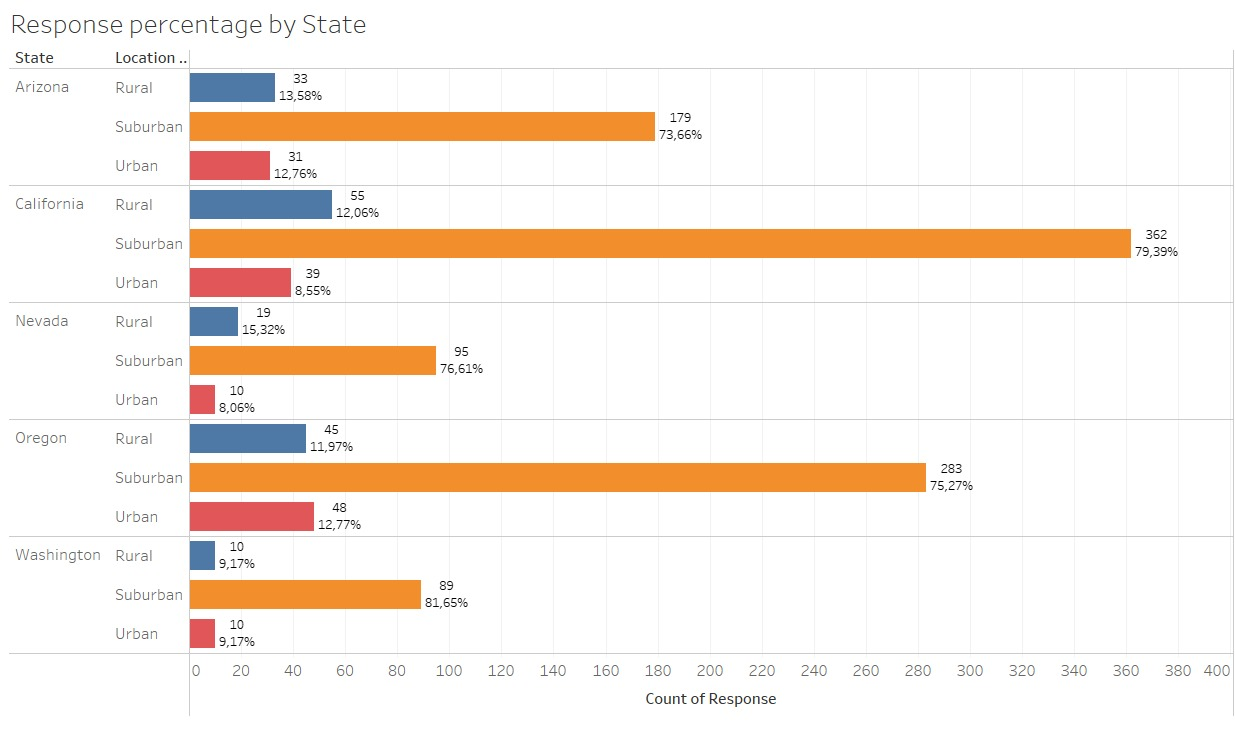 Response percentage by State
State Location ..
Arizona Rural 33
13,58%
Suburban 179
73,66%
Urban 31
12,76%
California Rural 55
12,06%
Suburban 362
79,39%
Urban 39
8,55%
Nevada Rural 19
15,32%
Suburban 95
76,61%
Urban 10
8,06%
Oregon Rural 45
11,97%
Suburban 283
75,27%
Urban 48
12,77%
Washington Rural 10
9,17%
Suburban 89
81,65%
Urban 10
9,17%
0 20 40 60 80 100 120 140 160 180 200 220 240 260 280 300 320 340 360 380 400
Count of Response